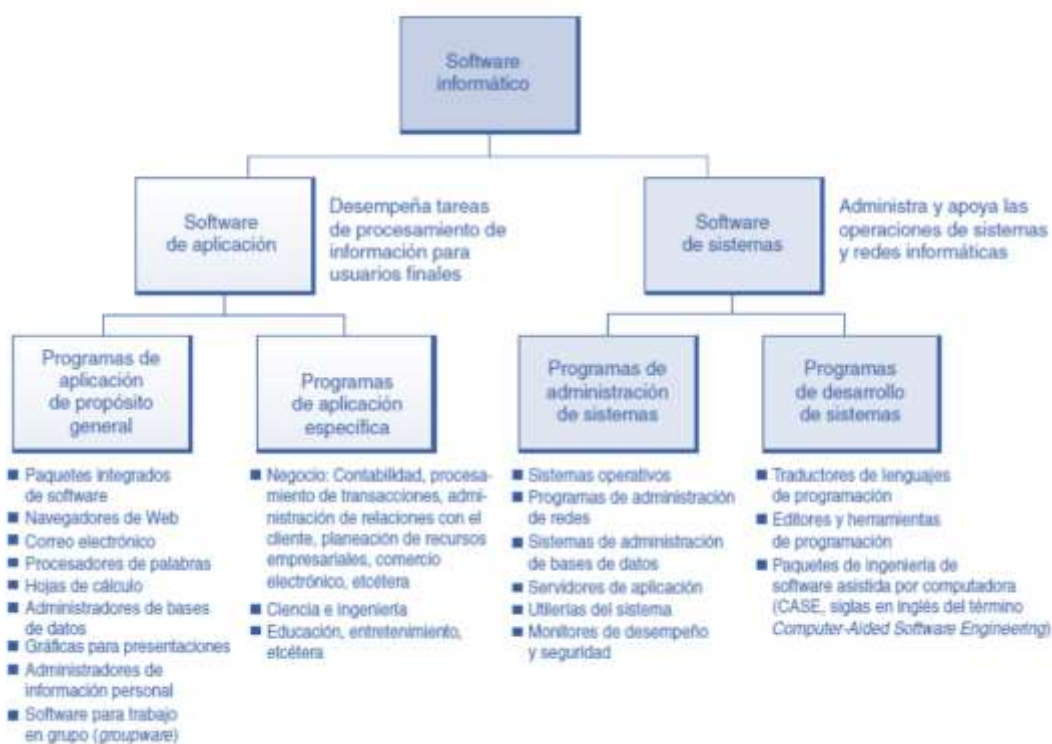 Software
informático
Software
de aplicación
Desempeña tareas
de procesamiento de
información para
usuarios finales
Software
de sistemas
Administra y apoya las
operaciones de sistemas
y redes informáticas
Programas de
aplicación
de propósito
general
Programas
de aplicación
específica
Programas de
administración
de sistemas
Programas
de desarrollo
de sistemas
■ Paquetes integrados
de software
■ Navegadores de Web
■ Correo electrónico
■ Procesadores de palabras
■ Hojas de cálculo
■ Administradores de bases
de datos
■ Gráficas para presentaciones
■ Administradores de
información personal
■ Software para trabajo
en grupo (groupware)
■ Negocio: Contabilidad, procesa-
miento de transacciones, admi-
nistración de relaciones con el
cliente, planeación de recursos
empresariales, comercio
electrónico, etcétera
■ Ciencia e ingeniería
■ Educación, entretenimiento,
etcétera
■ Sistemas operativos
■ Programas de administración
de redes
■ Sistemas de administración
de bases de datos
■ Servidores de aplicación
■ Utilerías del sistema
■ Monitores de desempeño
y seguridad
■ Traductores de lenguajes
de programación
■ Editores y herramientas
de programación
■ Paquetes de ingeniería de
software asistida por computadora
(CASE, siglas en inglés del término
Computer-Aided Software Engineering)